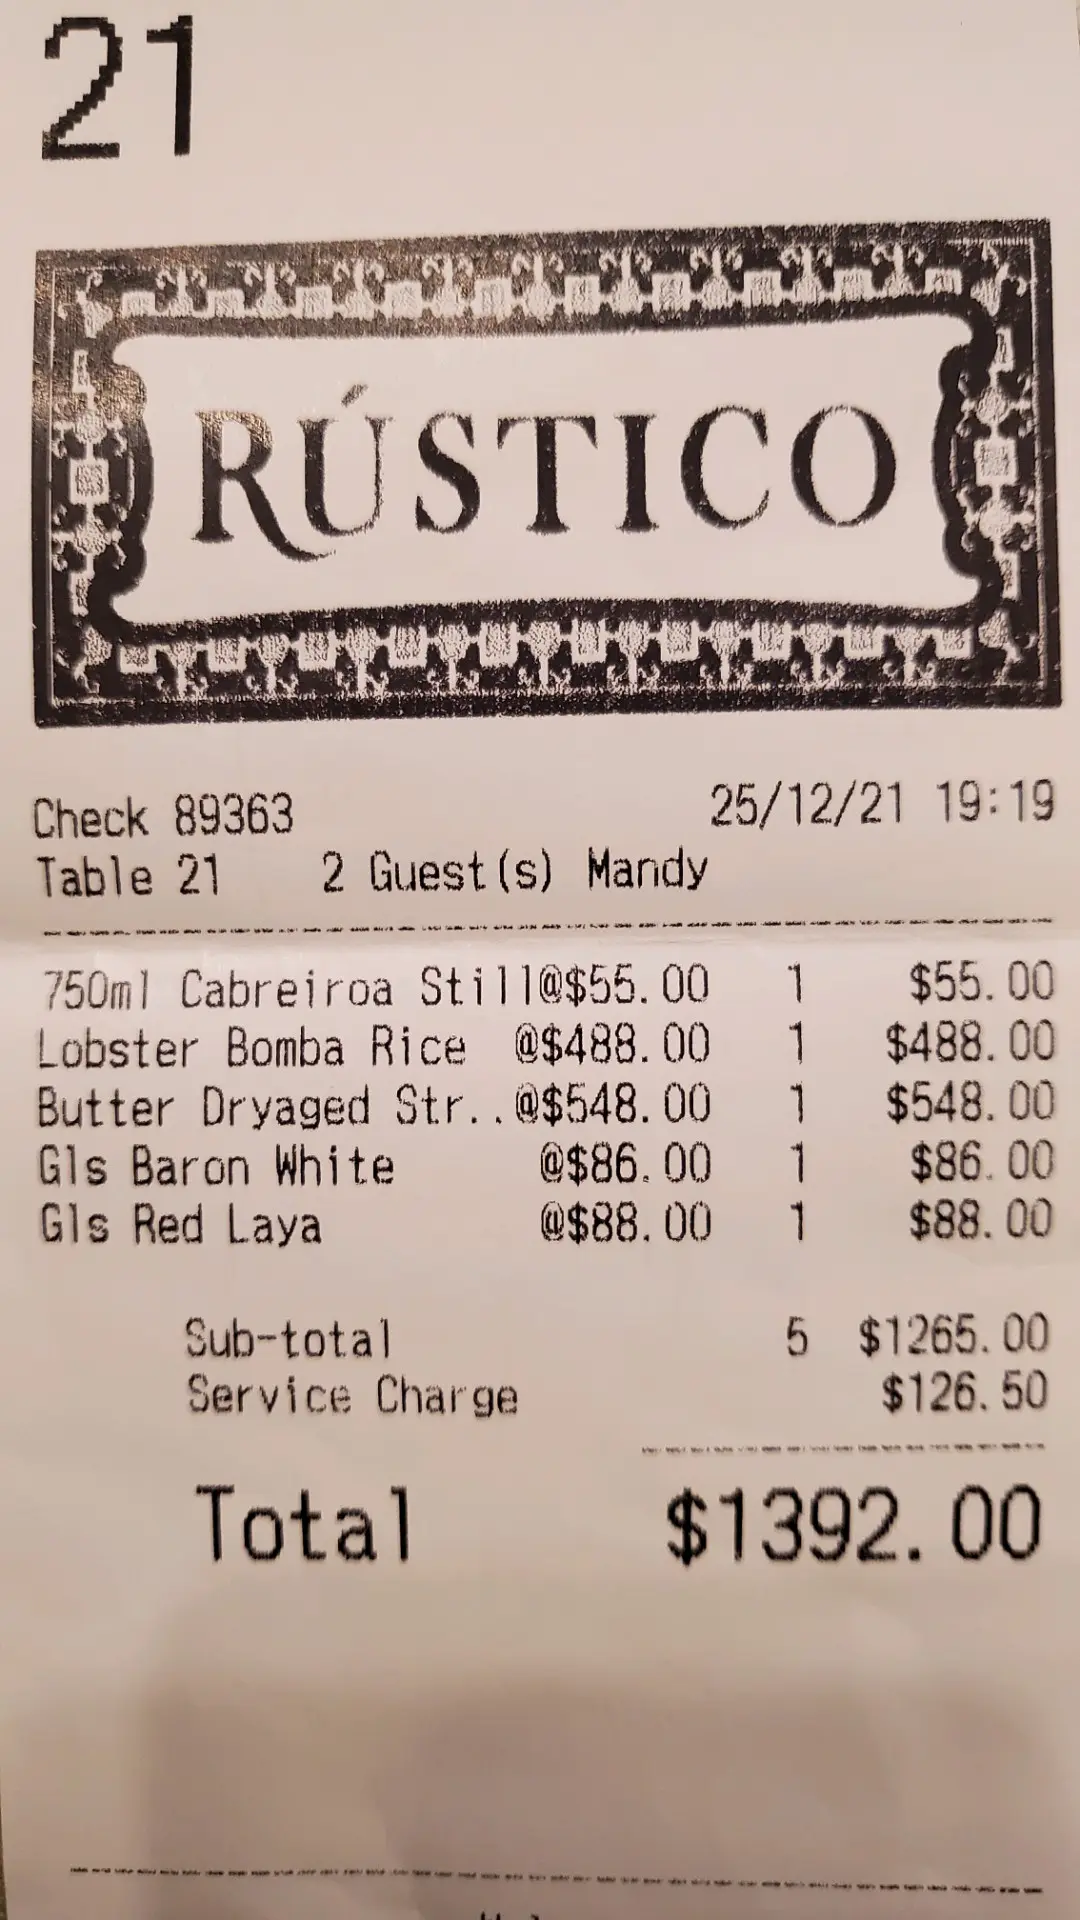 21
RÚSTICO
Check 89363 25/12/21 19:19
Table 21 2 Guest(s) Mandy
750ml Cabreiroa Still@$55.00 1 $55.00
Lobster Bomba Rice @$488.00 1 $488.00
Butter Dryaged Str..@$548.00 1 $548.00
Gls Baron White @$86.00 1 $86.00
Gls Red Laya @$88.00 1 $88.00
Sub-total 5 $1265.00
Service Charge $126.50
Total $1392.00